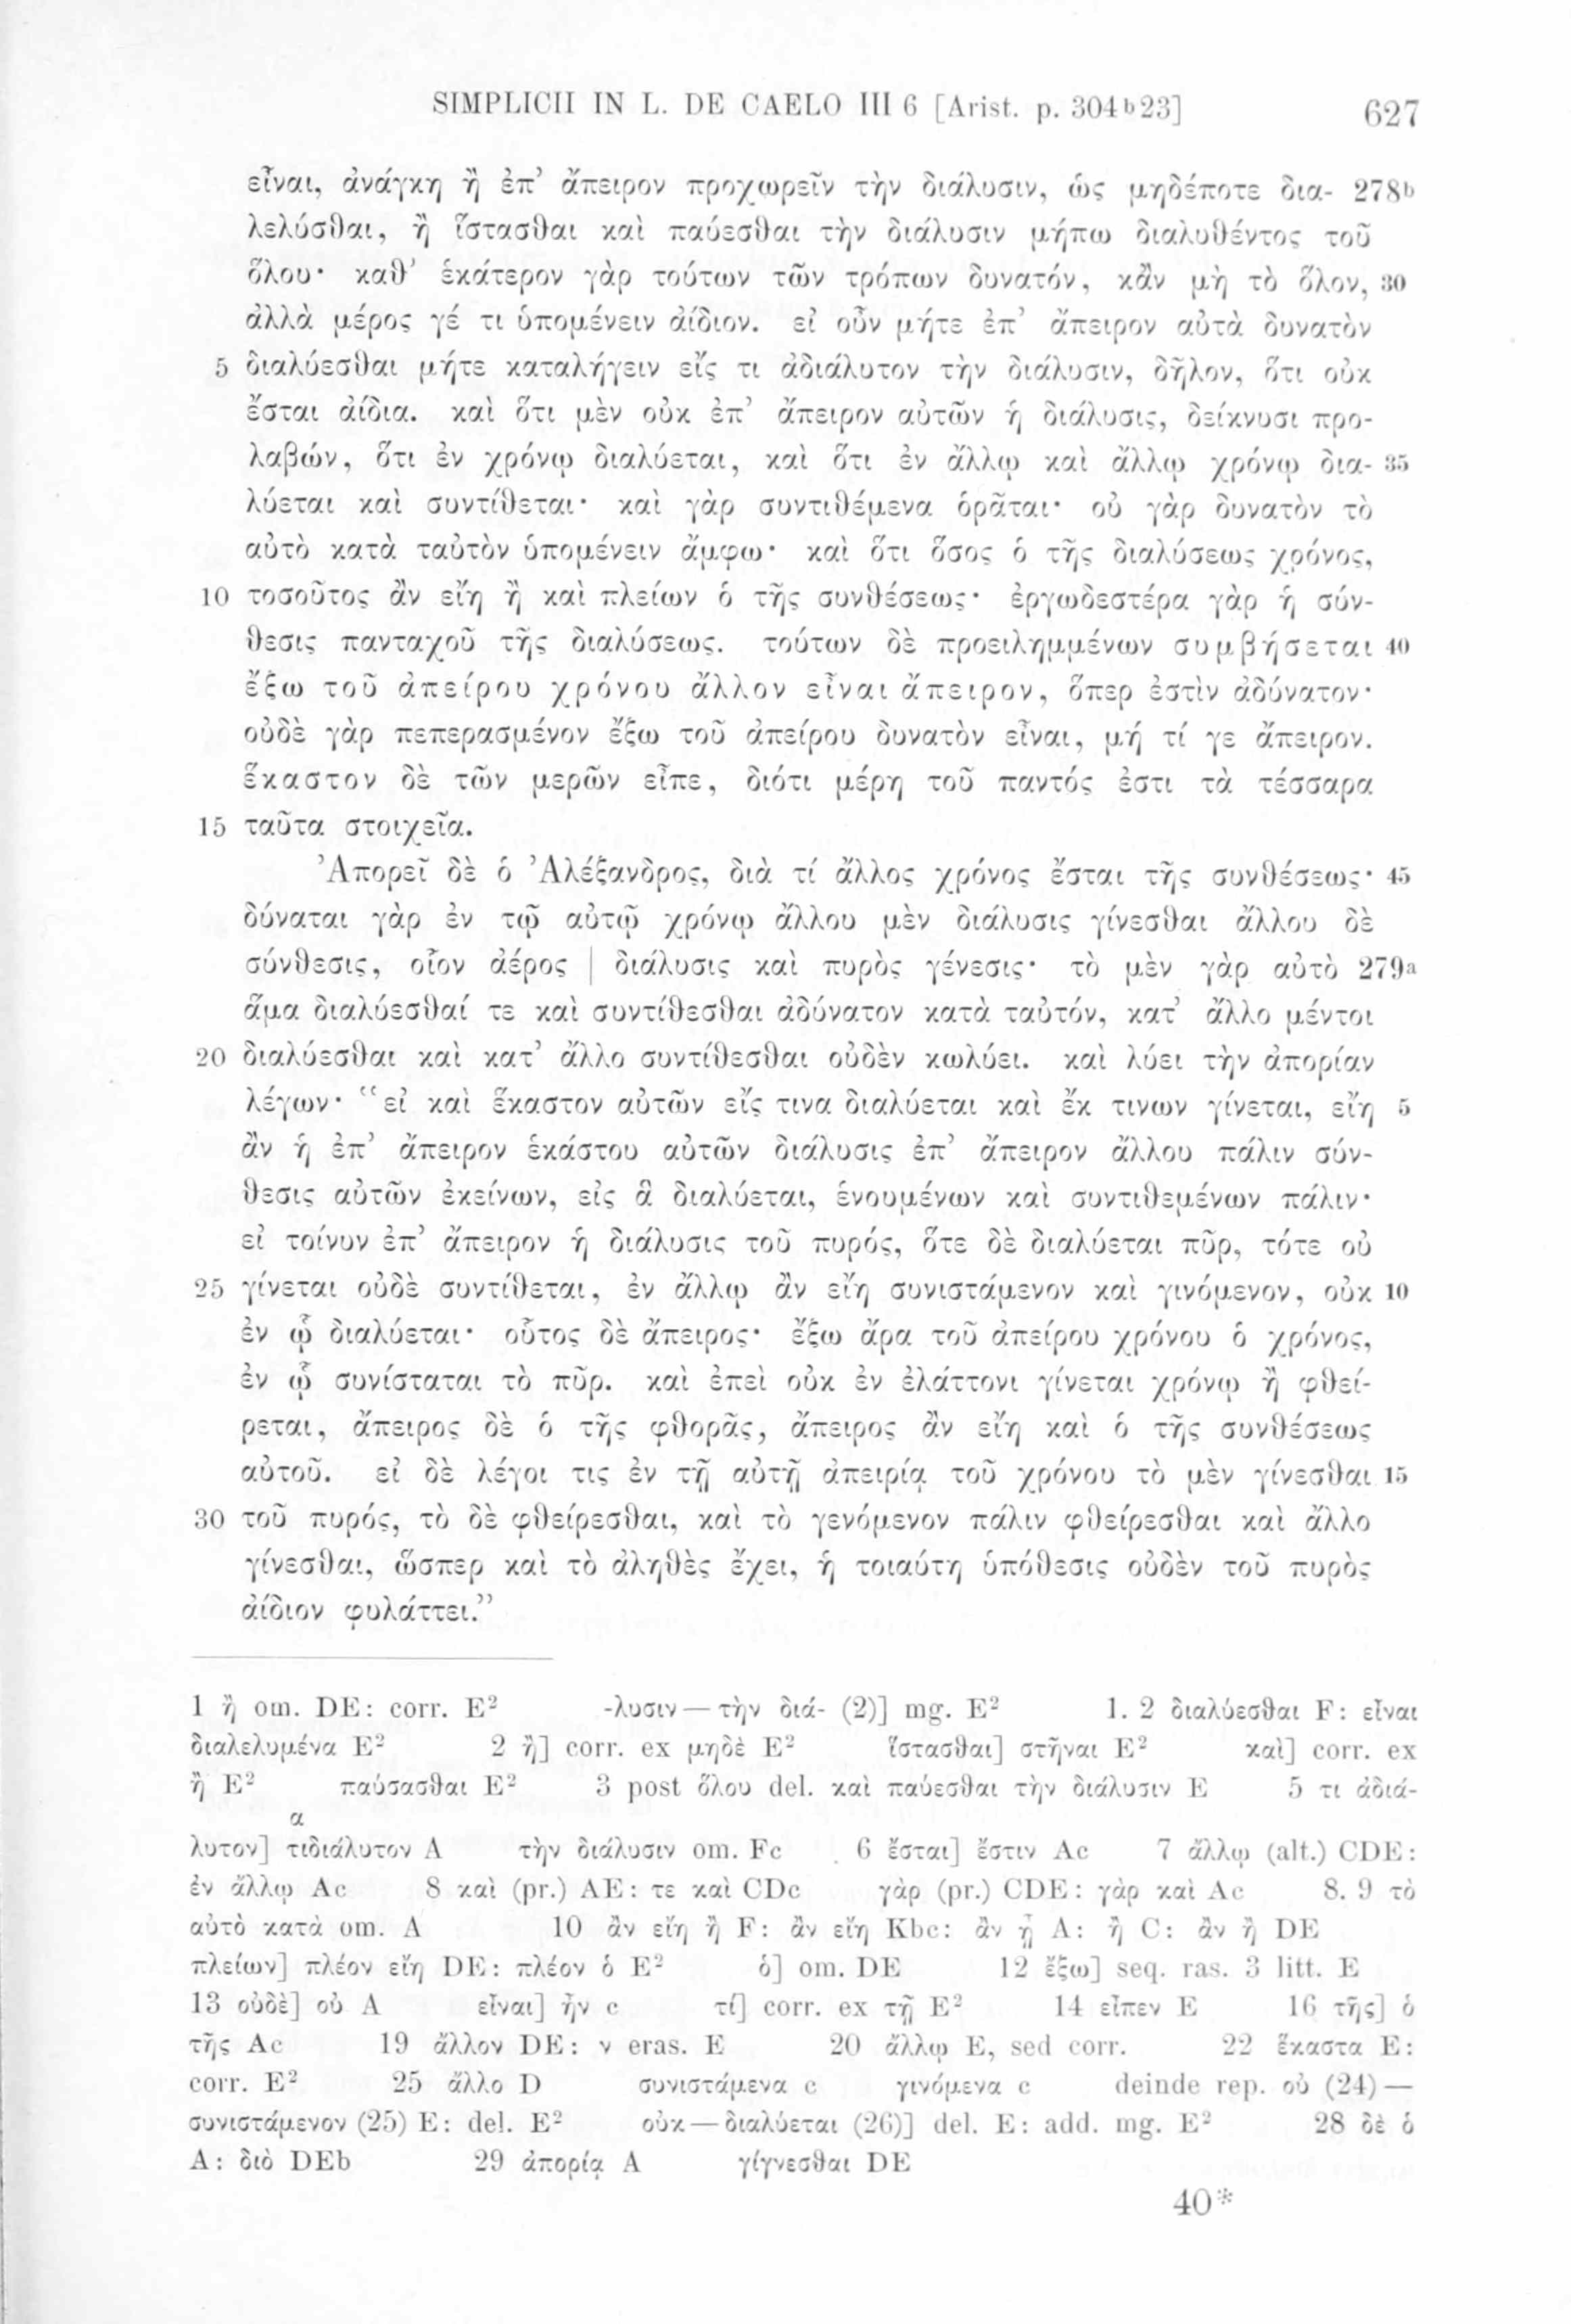 SIMPLICII IN L. DE CAELO III 6 [Arist. p. 304ᵇ23] 627
εἶναι, ἀνάγκη ἢ ἐπ’ ἄπειρον προχωρεῖν τὴν διάλυσιν, ὡς μηδέποτε δια- 278ᵇ
λελύσθαι, ἢ ἵστασθαι καὶ παύεσθαι τὴν διάλυσιν μήπω διαλυθέντος τοῦ
ὅλου· καθ’ ἑκάτερον γὰρ τούτων τῶν τρόπων δυνατόν, κἂν μὴ τὸ ὅλον, 30
ἀλλὰ μέρος γέ τι ὑπομένειν ἀίδιον. εἰ οὖν μήτε ἐπ’ ἄπειρον αὐτὰ δυνατὸν
5 διαλύεσθαι μήτε καταλήγειν εἴς τι ἀδιάλυτον τὴν διάλυσιν, δῆλον, ὅτι οὐκ
ἔσται ἀίδια. καὶ ὅτι μὲν οὐκ ἐπ’ ἄπειρον αὐτῶν ἡ διάλυσις, δείκνυσι προ-
λαβών, ὅτι ἐν χρόνῳ διαλύεται, καὶ ὅτι ἐν ἄλλῳ καὶ ἄλλῳ χρόνῳ δια- 35
λύεται καὶ συντίθεται· καὶ γὰρ συντιθέμενα ὁρᾶται· οὐ γὰρ δυνατὸν τὸ
αὐτὸ κατὰ ταὐτὸν ὑπομένειν ἄμφω· καὶ ὅτι ὅσος ὁ τῆς διαλύσεως χρόνος,
10 τοσοῦτος ἂν εἴη ἢ καὶ πλείων ὁ τῆς συνθέσεως· ἐργωδεστέρα γὰρ ἡ σύν-
θεσις πανταχοῦ τῆς διαλύσεως. τούτων δὲ προειλημμένων συμβήσεται 40
ἔξω τοῦ ἀπείρου χρόνου ἄλλον εἶναι ἄπειρον, ὅπερ ἐστὶν ἀδύνατον·
οὐδὲ γὰρ πεπερασμένον ἔξω τοῦ ἀπείρου δυνατὸν εἶναι, μή τί γε ἄπειρον.
ἕκαστον δὲ τῶν μερῶν εἶπε, διότι μέρη τοῦ παντός ἐστι τὰ τέσσαρα
15 ταῦτα στοιχεῖα.
Ἀπορεῖ δὲ ὁ Ἀλέξανδρος, διὰ τί ἄλλος χρόνος ἔσται τῆς συνθέσεως· 45
δύναται γὰρ ἐν τῷ αὐτῷ χρόνῳ ἄλλου μὲν διάλυσις γίνεσθαι ἄλλου δὲ
σύνθεσις, οἷον ἀέρος | διάλυσις καὶ πυρὸς γένεσις· τὸ μὲν γὰρ αὐτὸ 279ᵃ
ἅμα διαλύεσθαί τε καὶ συντίθεσθαι ἀδύνατον κατὰ ταὐτόν, κατ’ ἄλλο μέντοι
20 διαλύεσθαι καὶ κατ’ ἄλλο συντίθεσθαι οὐδὲν κωλύει. καὶ λύει τὴν ἀπορίαν
λέγων· “εἰ καὶ ἕκαστον αὐτῶν εἴς τινα διαλύεται καὶ ἔκ τινων γίνεται, εἴη 5
ἂν ἡ ἐπ’ ἄπειρον ἑκάστου αὐτῶν διάλυσις ἐπ’ ἄπειρον ἄλλου πάλιν σύν-
θεσις αὐτῶν ἐκείνων, εἰς ἃ διαλύεται, ἑνουμένων καὶ συντιθεμένων πάλιν·
εἰ τοίνυν ἐπ’ ἄπειρον ἡ διάλυσις τοῦ πυρός, ὅτε δὲ διαλύεται πῦρ, τότε οὐ
25 γίνεται οὐδὲ συντίθεται, ἐν ἄλλῳ ἂν εἴη συνιστάμενον καὶ γινόμενον, οὐκ 10
ἐν ᾧ διαλύεται· οὗτος δὲ ἄπειρος· ἔξω ἄρα τοῦ ἀπείρου χρόνου ὁ χρόνος,
ἐν ᾧ συνίσταται τὸ πῦρ. καὶ ἐπεὶ οὐκ ἐν ἐλάττονι γίνεται χρόνῳ ἢ φθεί-
ρεται, ἄπειρος δὲ ὁ τῆς φθορᾶς, ἄπειρος ἂν εἴη καὶ ὁ τῆς συνθέσεως
αὐτοῦ. εἰ δὲ λέγοι τις ἐν τῇ αὐτῇ ἀπειρίᾳ τοῦ χρόνου τὸ μὲν γίνεσθαι 15
30 τοῦ πυρός, τὸ δὲ φθείρεσθαι, καὶ τὸ γενόμενον πάλιν φθείρεσθαι καὶ ἄλλο
γίνεσθαι, ὥσπερ καὶ τὸ ἀληθὲς ἔχει, ἡ τοιαύτη ὑπόθεσις οὐδὲν τοῦ πυρὸς
ἀίδιον φυλάττει.”
1 ἢ om. DE: corr. E² -λυσιν — τὴν διά- (2)] mg. E² 1. 2 διαλύεσθαι F: εἶναι
διαλελυμένα E² 2 ἢ] corr. ex μηδὲ E² ἵστασθαι] στῆναι E² καὶ] corr. ex
ἢ E² παύσασθαι E² 3 post ὅλου del. καὶ παύεσθαι τὴν διάλυσιν E 5 τι ἀδιά-
α
λυτον] τιδιάλυτον A τὴν διάλυσιν om. Fc 6 ἔσται] ἔστιν Ac 7 ἄλλῳ (alt.) CDE:
ἐν ἄλλῳ Ac 8 καὶ (pr.) AE: τε καὶ CDc γὰρ (pr.) CDE: γὰρ καὶ Ac 8. 9 τὸ
αὐτὸ κατὰ om. A 10 ἂν εἴη ἢ F: ἂν εἴη Kbc: ἂν ᾖ A: ἢ C: ἂν ἢ DE
πλείων] πλέον εἴη DE: πλέον ὁ E² ὁ] om. DE 12 ἔξω] seq. ras. 3 litt. E
13 οὐδὲ] οὐ A εἶναι] ἦν c τί] corr. ex τῇ E² 14 εἶπεν E 16 τῆς] ὁ
τῆς Ac 19 ἄλλον DE: ν eras. E 20 ἄλλῳ E, sed corr. 22 ἕκαστα E:
corr. E² 25 ἄλλο D συνιστάμενα c γινόμενα c deinde rep. οὐ (24) —
συνιστάμενον (25) E: del. E² οὐκ — διαλύεται (26)] del. E: add. mg. E² 28 δὲ ὁ
A: διὸ DEb 29 ἀπορίᾳ A γίγνεσθαι DE
40*